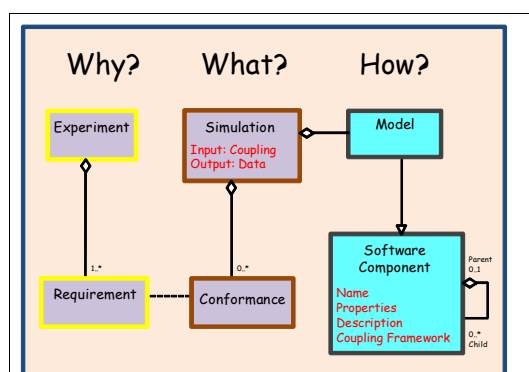 Why? What? How?
Experiment
Simulation
Input: Coupling
Output: Data
Model
1..*
0..*
Requirement
Conformance
Software
Component
Name
Properties
Description
Coupling Framework
Parent
0..1
0..*
Child